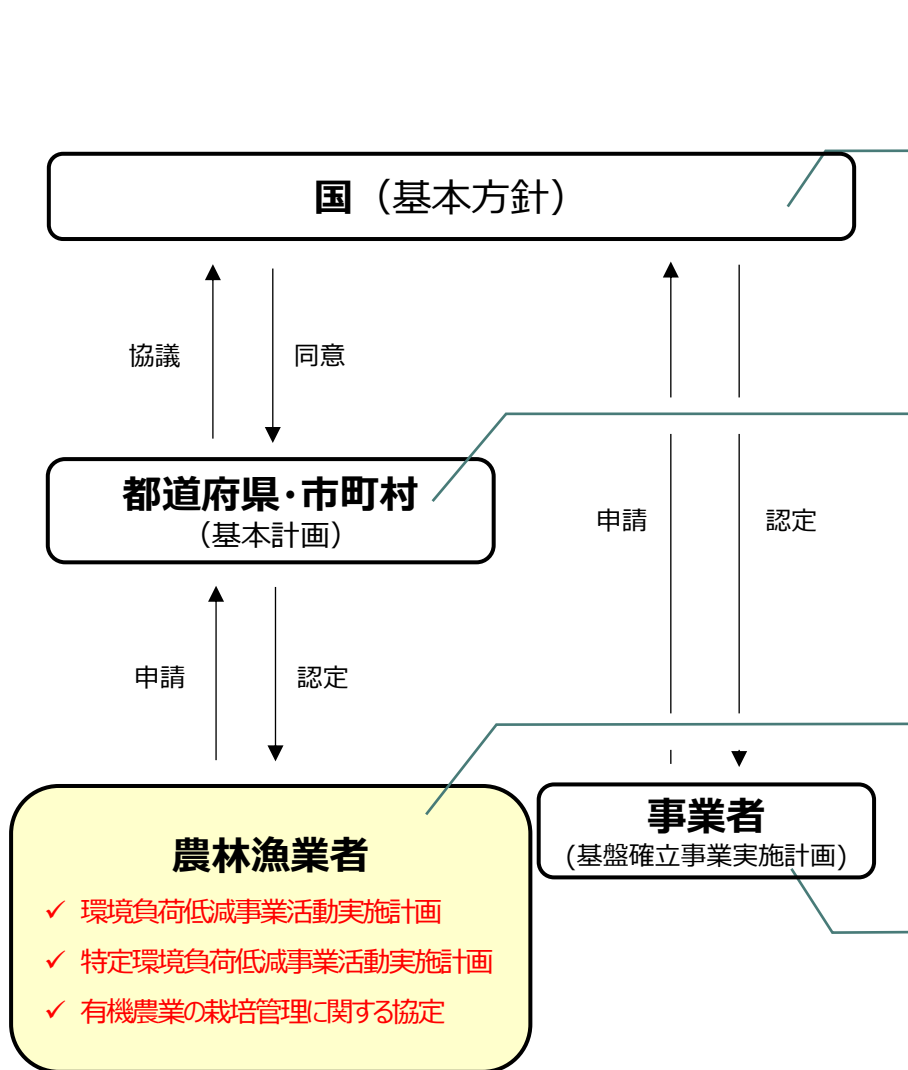 国（基本方針）
協議
同意
都道府県・市町村
（基本計画）
申請
認定
申請
認定
農林漁業者
✓ 環境負荷低減事業活動実施計画
✓ 特定環境負荷低減事業活動実施計画
✓ 有機農業の栽培管理に関する協定
事業者
(基盤確立事業実施計画)